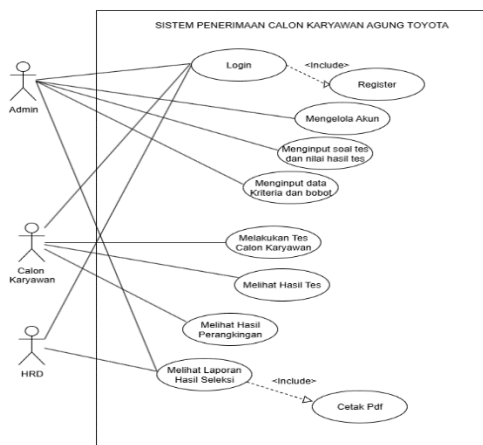 SISTEM PENERIMAAN CALON KARYAWAN AGUNG TOYOTA
Login
<include>
Register
Admin
Mengelola Akun
Menginput soal tes
dan nilai hasil tes
Menginput data
Kriteria dan bobot
Melakukan Tes
Calon Karyawan
Calon
Karyawan
Melihat Hasil Tes
Melihat Hasil
Perangkingan
HRD
Melihat Laporan
Hasil Seleksi
<include>
Cetak Pdf